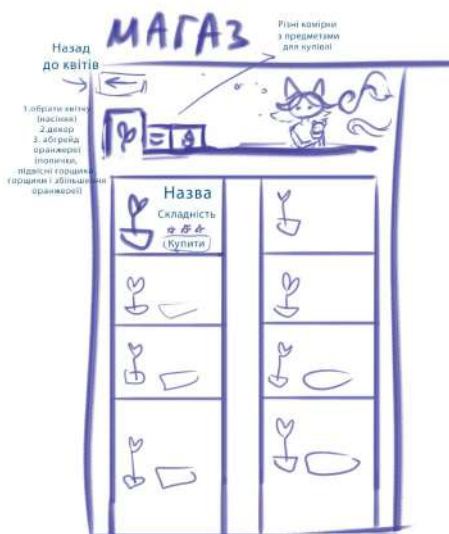 МАГАЗ
Різні комірки
з предметами
для купівлі
Назад
до квітів
1.обрати квітку
(насіння)
2.декор
3. абгрейд
оранжереї
(полички,
підвісні горщики,
горщики і збільшення
оранжереї)
Назва
Складність
Купити